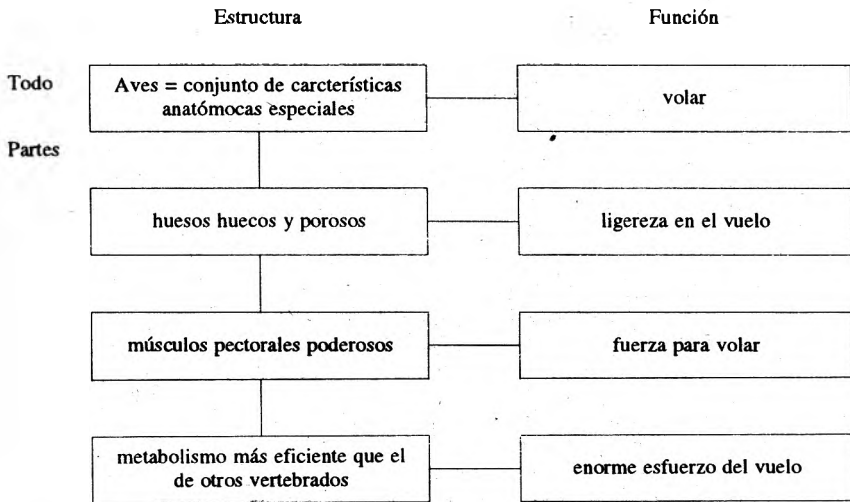 Estructura Función
Todo
Aves = conjunto de carcterísticas
anatómocas especiales
volar
Partes
huesos huecos y porosos
ligereza en el vuelo
músculos pectorales poderosos
fuerza para volar
metabolismo más eficiente que el
de otros vertebrados
enorme esfuerzo del vuelo